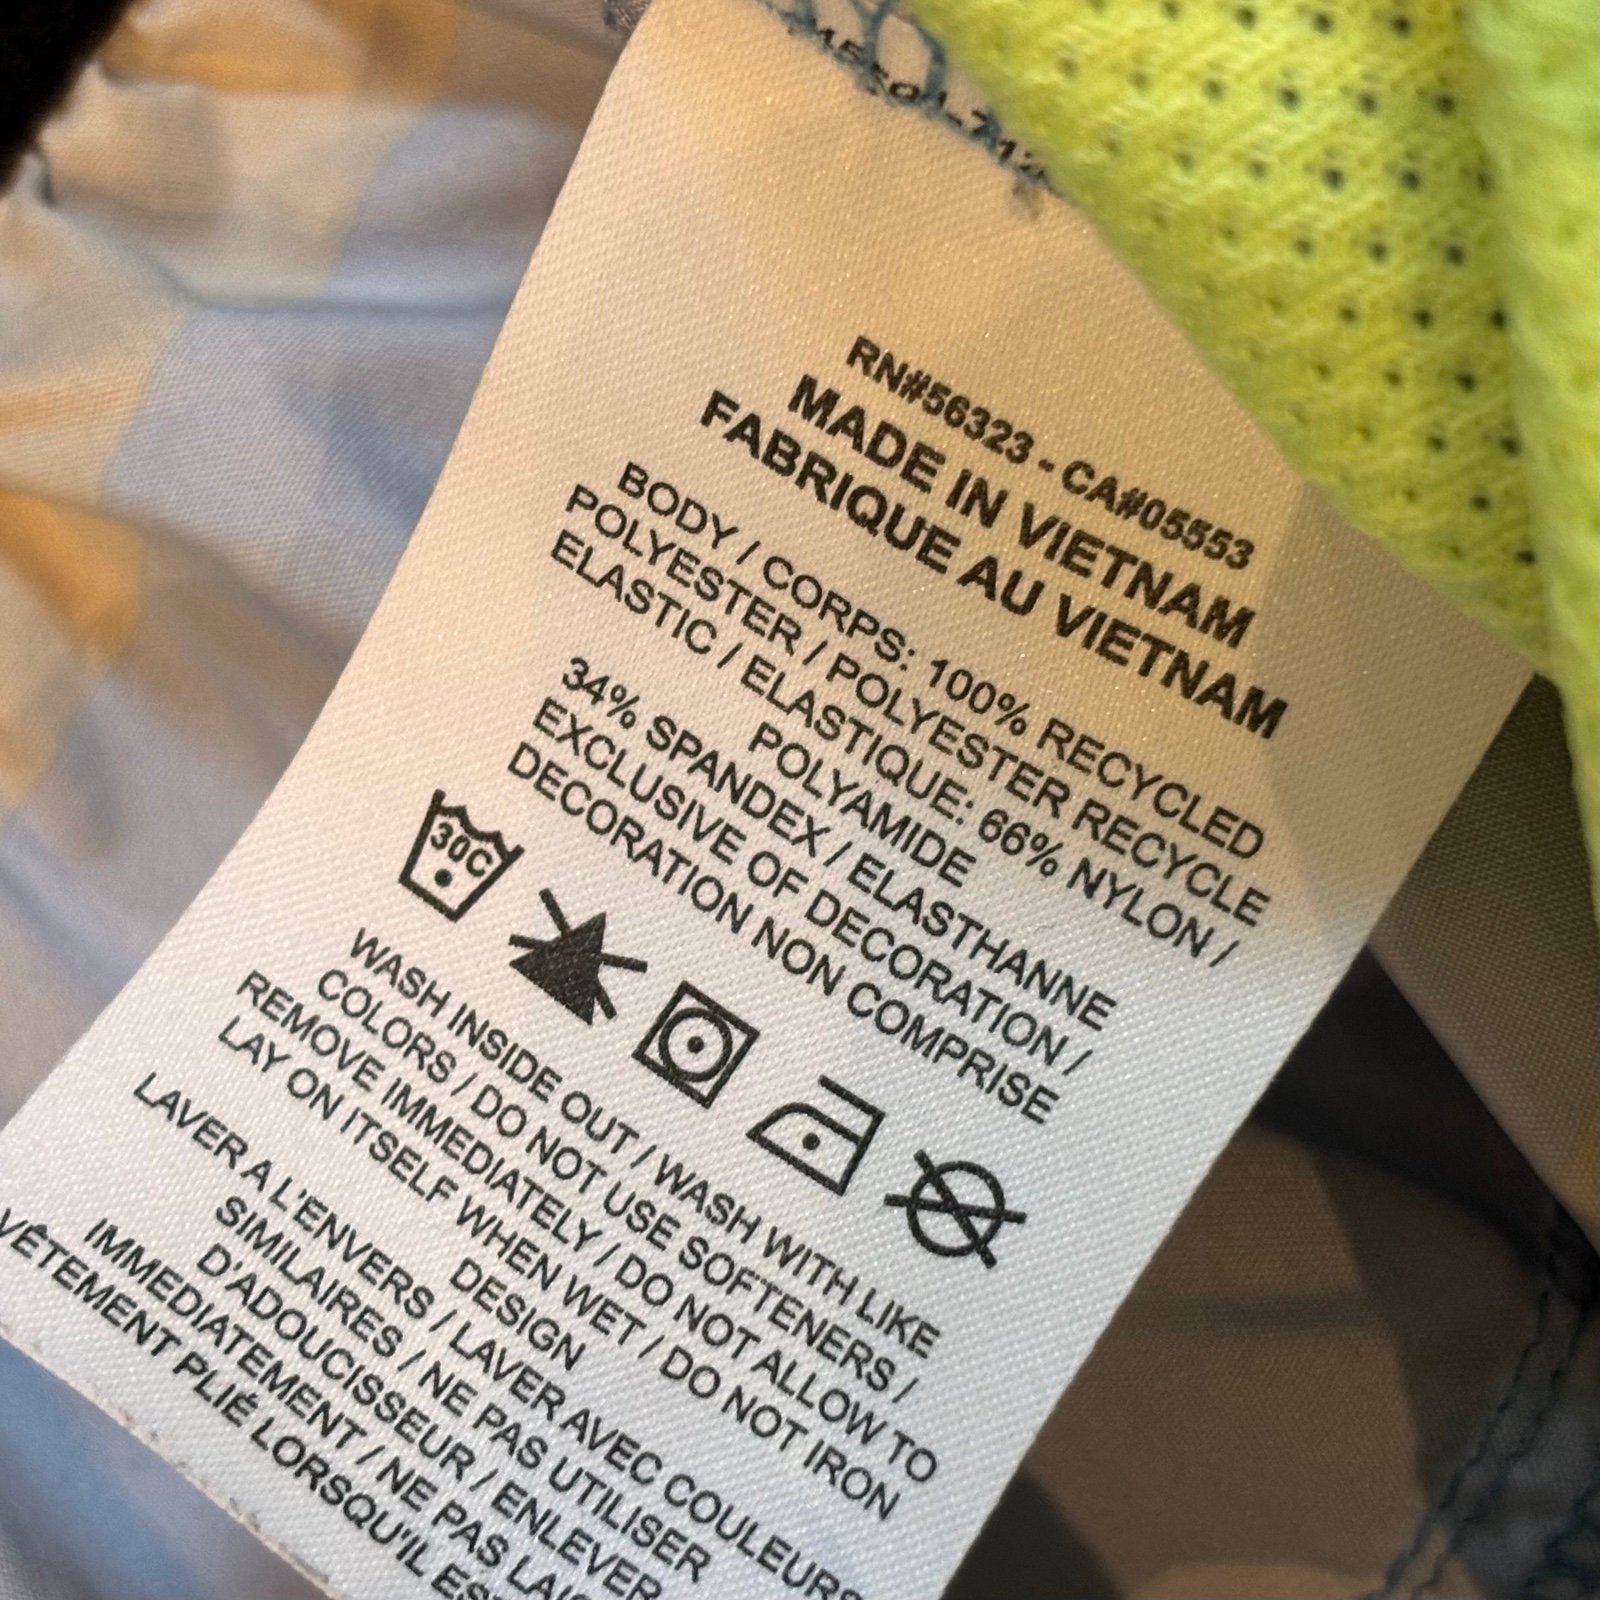 RN#56323 - CA#05553
MADE IN VIETNAM
FABRIQUE AU VIETNAM
BODY / CORPS: 100% RECYCLED
POLYESTER / POLYESTER RECYCLE
ELASTIC / ELASTIQUE: 66% NYLON /
POLYAMIDE
34% SPANDEX / ELASTHANNE
EXCLUSIVE OF DECORATION /
DECORATION NON COMPRISE
30C
WASH INSIDE OUT / WASH WITH LIKE
COLORS / DO NOT USE SOFTENERS /
REMOVE IMMEDIATELY / DO NOT ALLOW TO
LAY ON ITSELF WHEN WET / DO NOT IRON
DESIGN
LAVER A L'ENVERS / LAVER AVEC COULEURS
SIMILAIRES / NE PAS UTILISER
D'ADOUCISSEUR / ENLEVER
IMMEDIATEMENT / NE PAS
VÊTEMENT PLIÉ LORSQU'IL